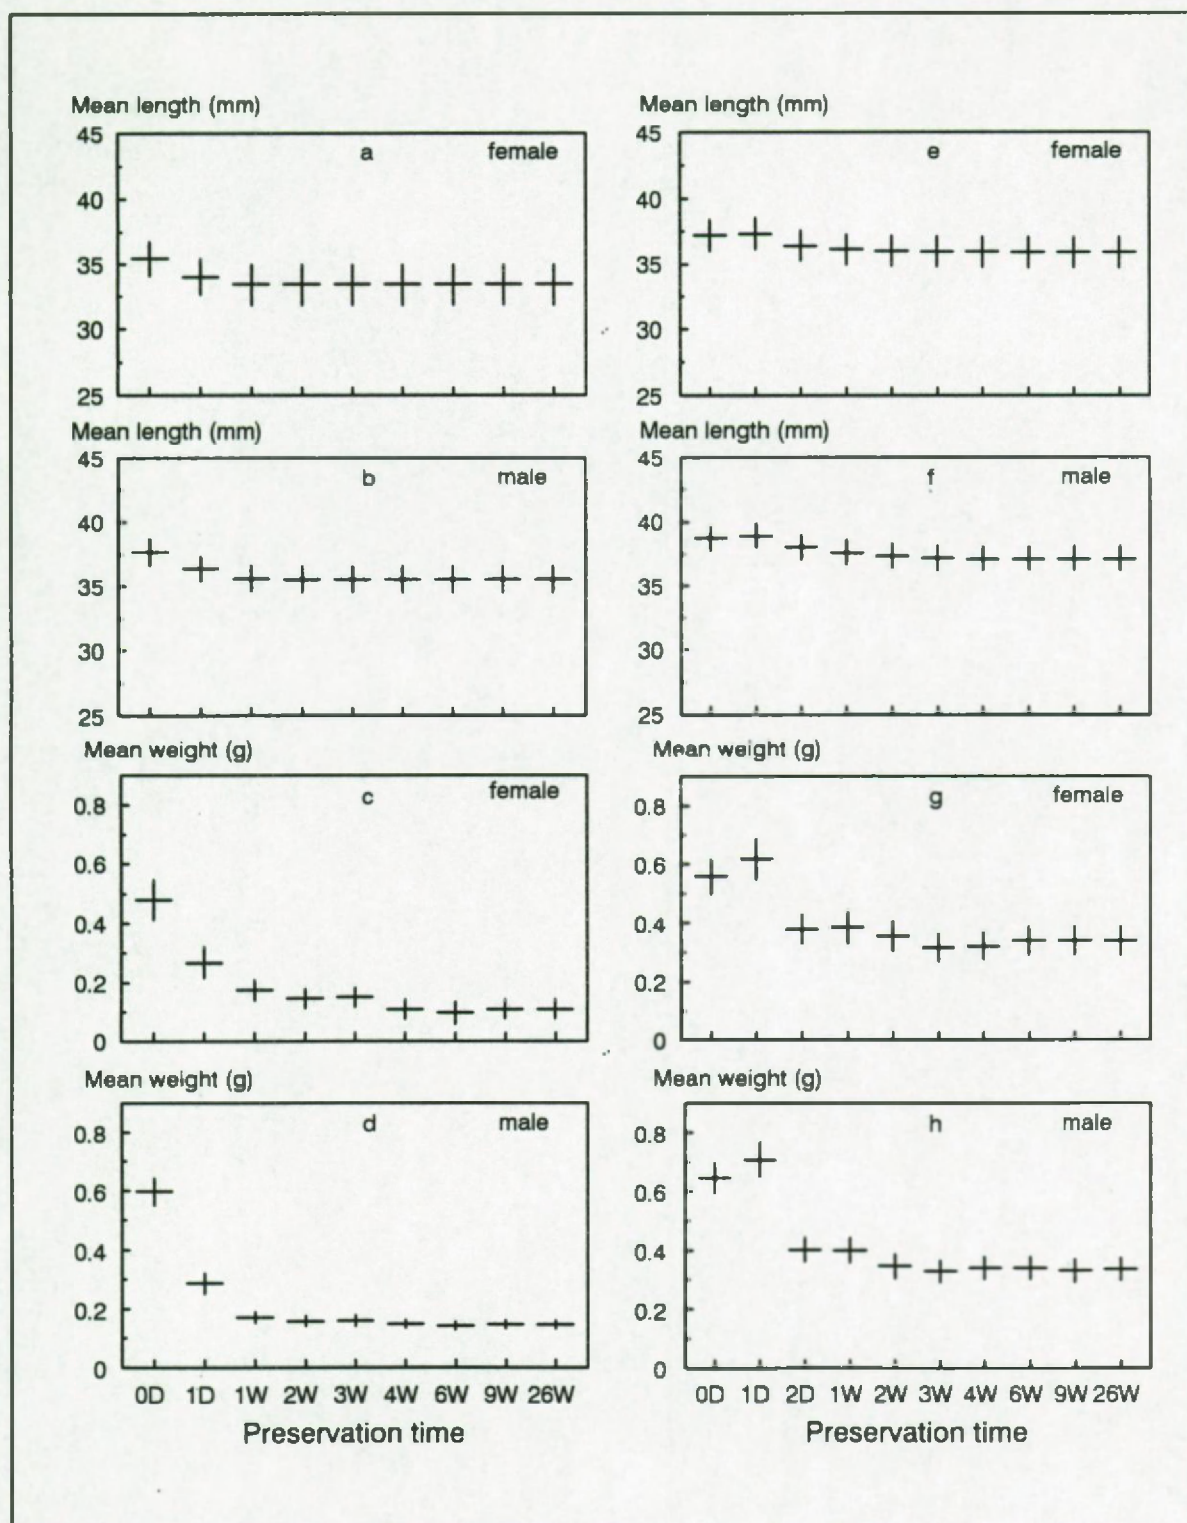 Mean length (mm)
45
a female
40
35
30
25
Mean length (mm)
45
b male
40
35
30
25
Mean weight (g)
c female
0.8
0.6
0.4
0.2
0
Mean weight (g)
d male
0.8
0.6
0.4
0.2
0
0D 1D 1W 2W 3W 4W 6W 9W 26W
Preservation time
Mean length (mm)
45
e female
40
35
30
25
Mean length (mm)
45
f male
40
35
30
25
Mean weight (g)
g female
0.8
0.6
0.4
0.2
0
Mean weight (g)
h male
0.8
0.6
0.4
0.2
0
0D 1D 2D 1W 2W 3W 4W 6W 9W 26W
Preservation time